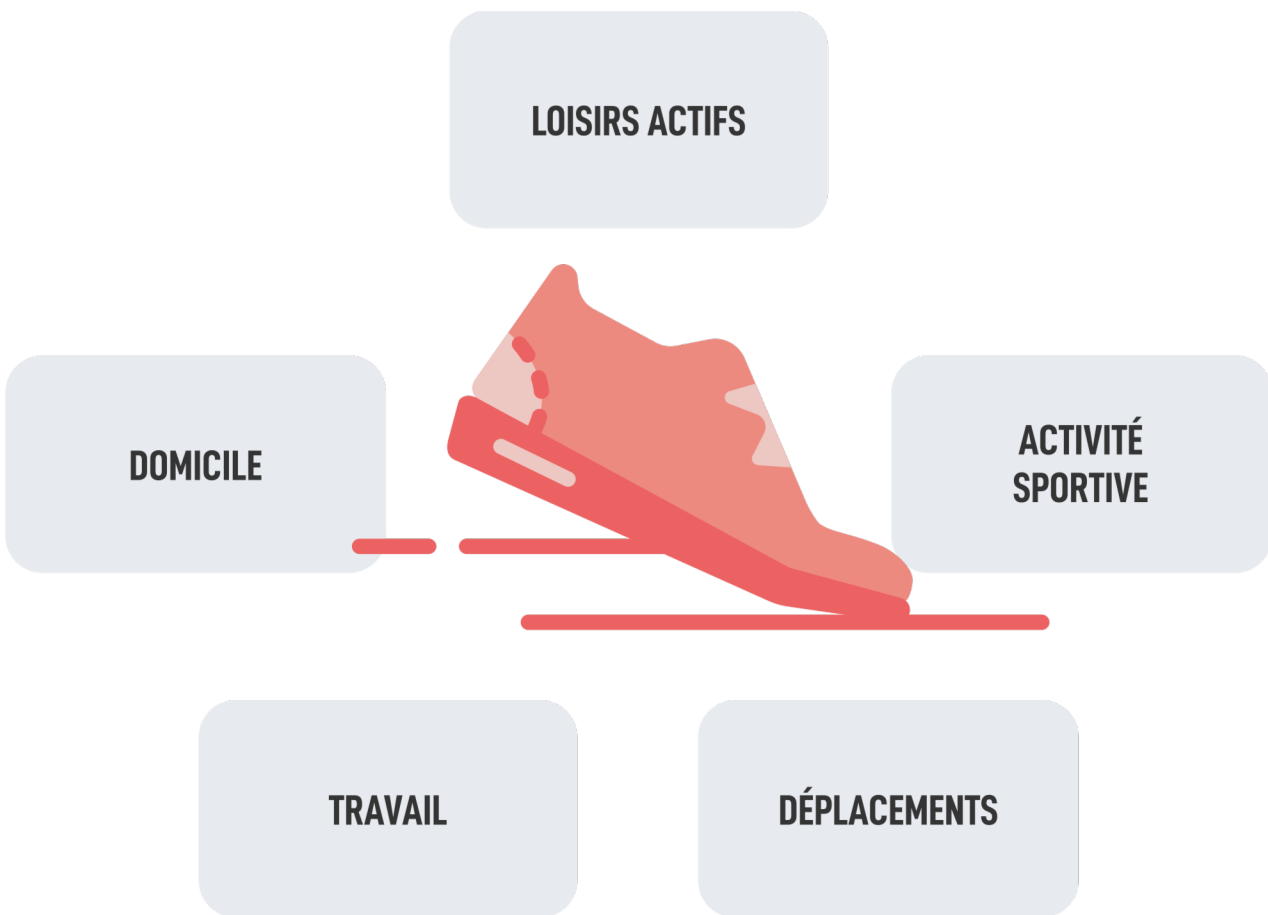 LOISIRS ACTIFS
DOMICILE
ACTIVITÉ
SPORTIVE
TRAVAIL
DÉPLACEMENTS